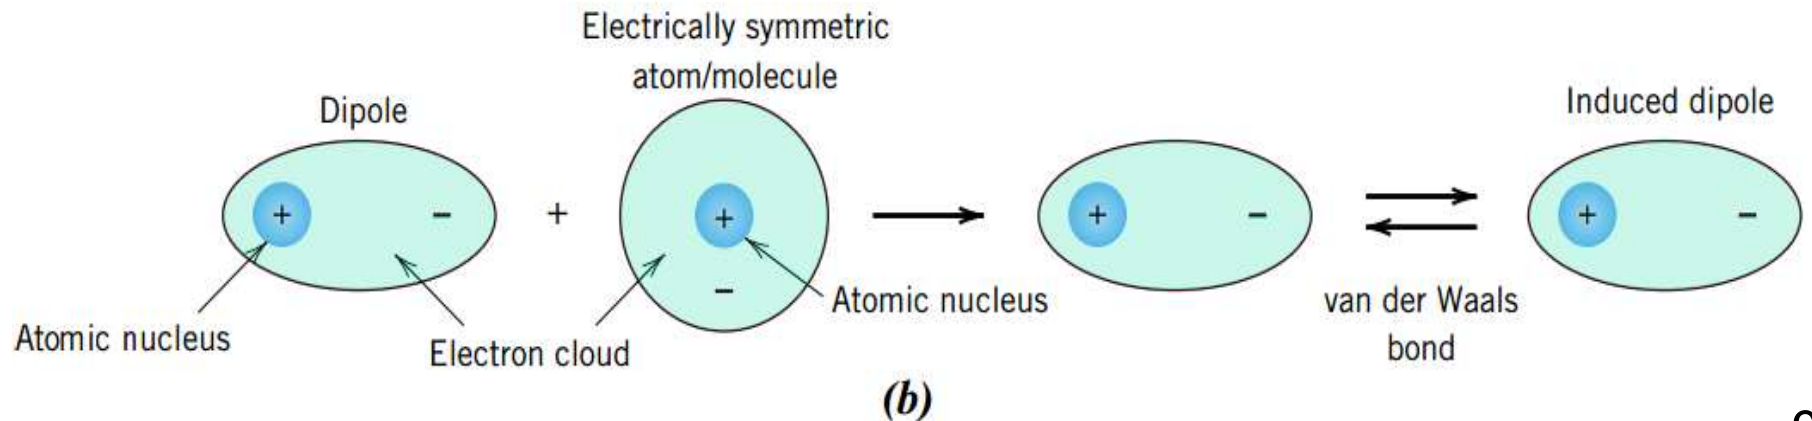 Electrically symmetric
atom/molecule
Dipole
Induced dipole
+
-
+
+
-
+
-
+
-
Atomic nucleus
Electron cloud
Atomic nucleus
van der Waals
bond
(b)